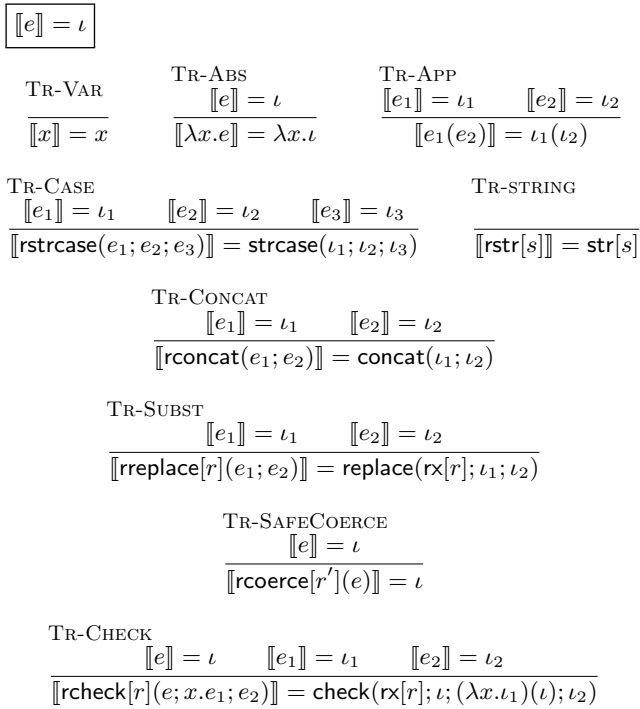 ⟦e⟧ = ι
TR-VAR
⟦x⟧ = x
TR-ABS
⟦e⟧ = ι
⟦λx.e⟧ = λx.ι
TR-APP
⟦e₁⟧ = ι₁ ⟦e₂⟧ = ι₂
⟦e₁(e₂)⟧ = ι₁(ι₂)
TR-CASE
⟦e₁⟧ = ι₁ ⟦e₂⟧ = ι₂ ⟦e₃⟧ = ι₃
⟦rstrcase(e₁; e₂; e₃)⟧ = strcase(ι₁; ι₂; ι₃)
TR-STRING
⟦rstr[s]⟧ = str[s]
TR-CONCAT
⟦e₁⟧ = ι₁ ⟦e₂⟧ = ι₂
⟦rconcat(e₁; e₂)⟧ = concat(ι₁; ι₂)
TR-SUBST
⟦e₁⟧ = ι₁ ⟦e₂⟧ = ι₂
⟦rreplace[r](e₁; e₂)⟧ = replace(rx[r]; ι₁; ι₂)
TR-SAFECOERCE
⟦e⟧ = ι
⟦rcoerce[r′](e)⟧ = ι
TR-CHECK
⟦e⟧ = ι ⟦e₁⟧ = ι₁ ⟦e₂⟧ = ι₂
⟦rcheck[r](e; x.e₁; e₂)⟧ = check(rx[r]; ι; (λx.ι₁)(ι); ι₂)